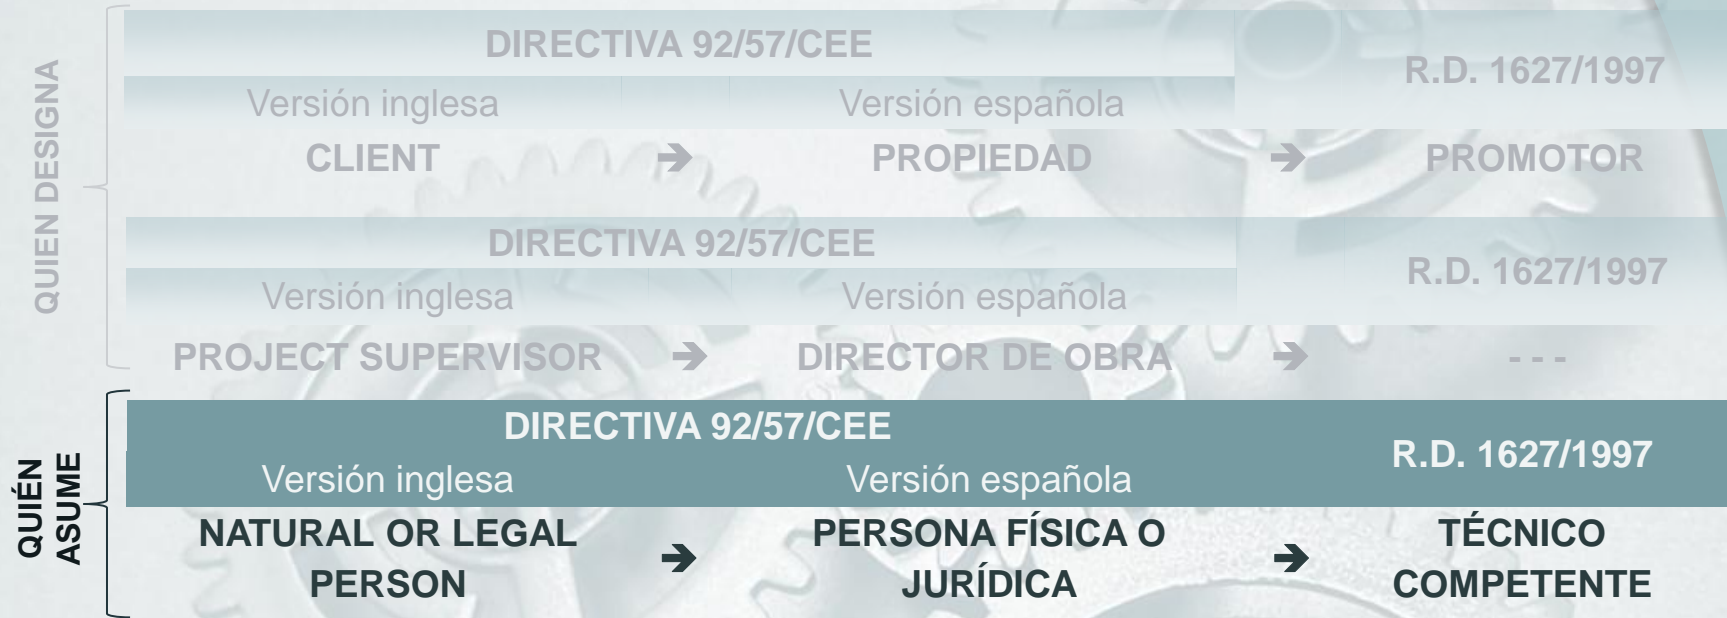 QUIEN DESIGNA
DIRECTIVA 92/57/CEE
R.D. 1627/1997
Versión inglesa
Versión española
CLIENT ➔ PROPIEDAD ➔ PROMOTOR
DIRECTIVA 92/57/CEE
R.D. 1627/1997
Versión inglesa
Versión española
PROJECT SUPERVISOR ➔ DIRECTOR DE OBRA ➔ - - -
QUIÉN
ASUME
DIRECTIVA 92/57/CEE
R.D. 1627/1997
Versión inglesa
Versión española
NATURAL OR LEGAL
PERSON
➔
PERSONA FÍSICA O
JURÍDICA
➔
TÉCNICO
COMPETENTE